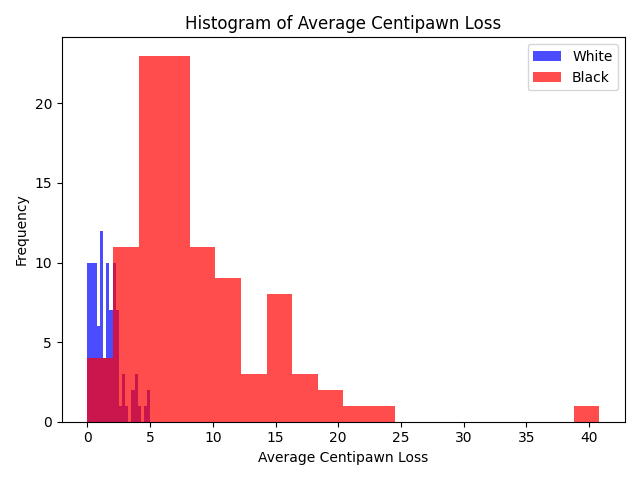 Histogram of Average Centipawn Loss
White
Black
Frequency
20
15
10
5
0
0 5 10 15 20 25 30 35 40
Average Centipawn Loss